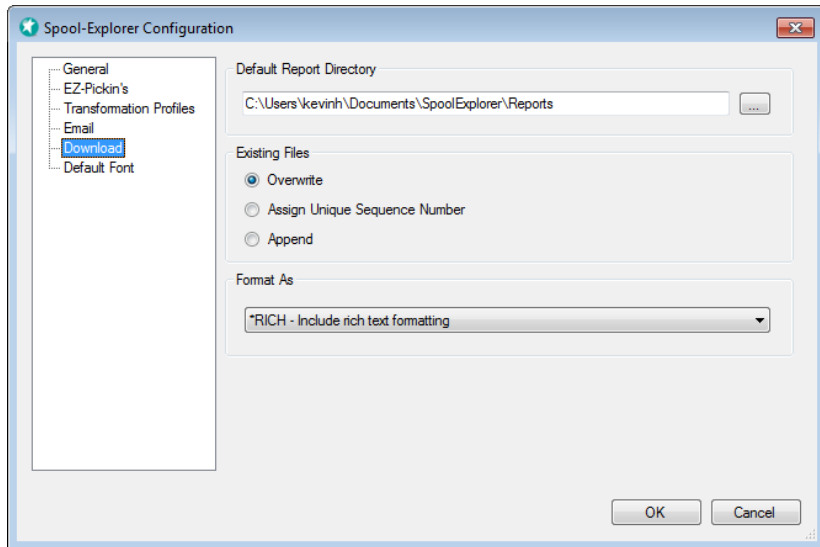 Spool-Explorer Configuration
General
EZ-Pickin's
Transformation Profiles
Email
Download
Default Font
Default Report Directory
C:\Users\kevinh\Documents\SpoolExplorer\Reports
...
Existing Files
Overwrite
Assign Unique Sequence Number
Append
Format As
*RICH - Include rich text formatting
OK
Cancel